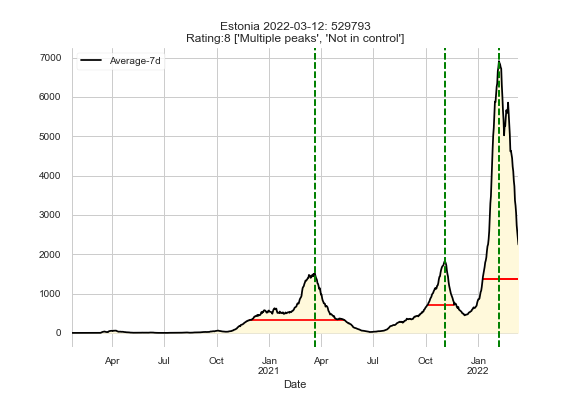 Estonia 2022-03-12: 529793
Rating:8 ['Multiple peaks', 'Not in control']
Average-7d
7000
6000
5000
4000
3000
2000
1000
0
Apr Jul Oct Jan Apr Jul Oct Jan
2021 2022
Date